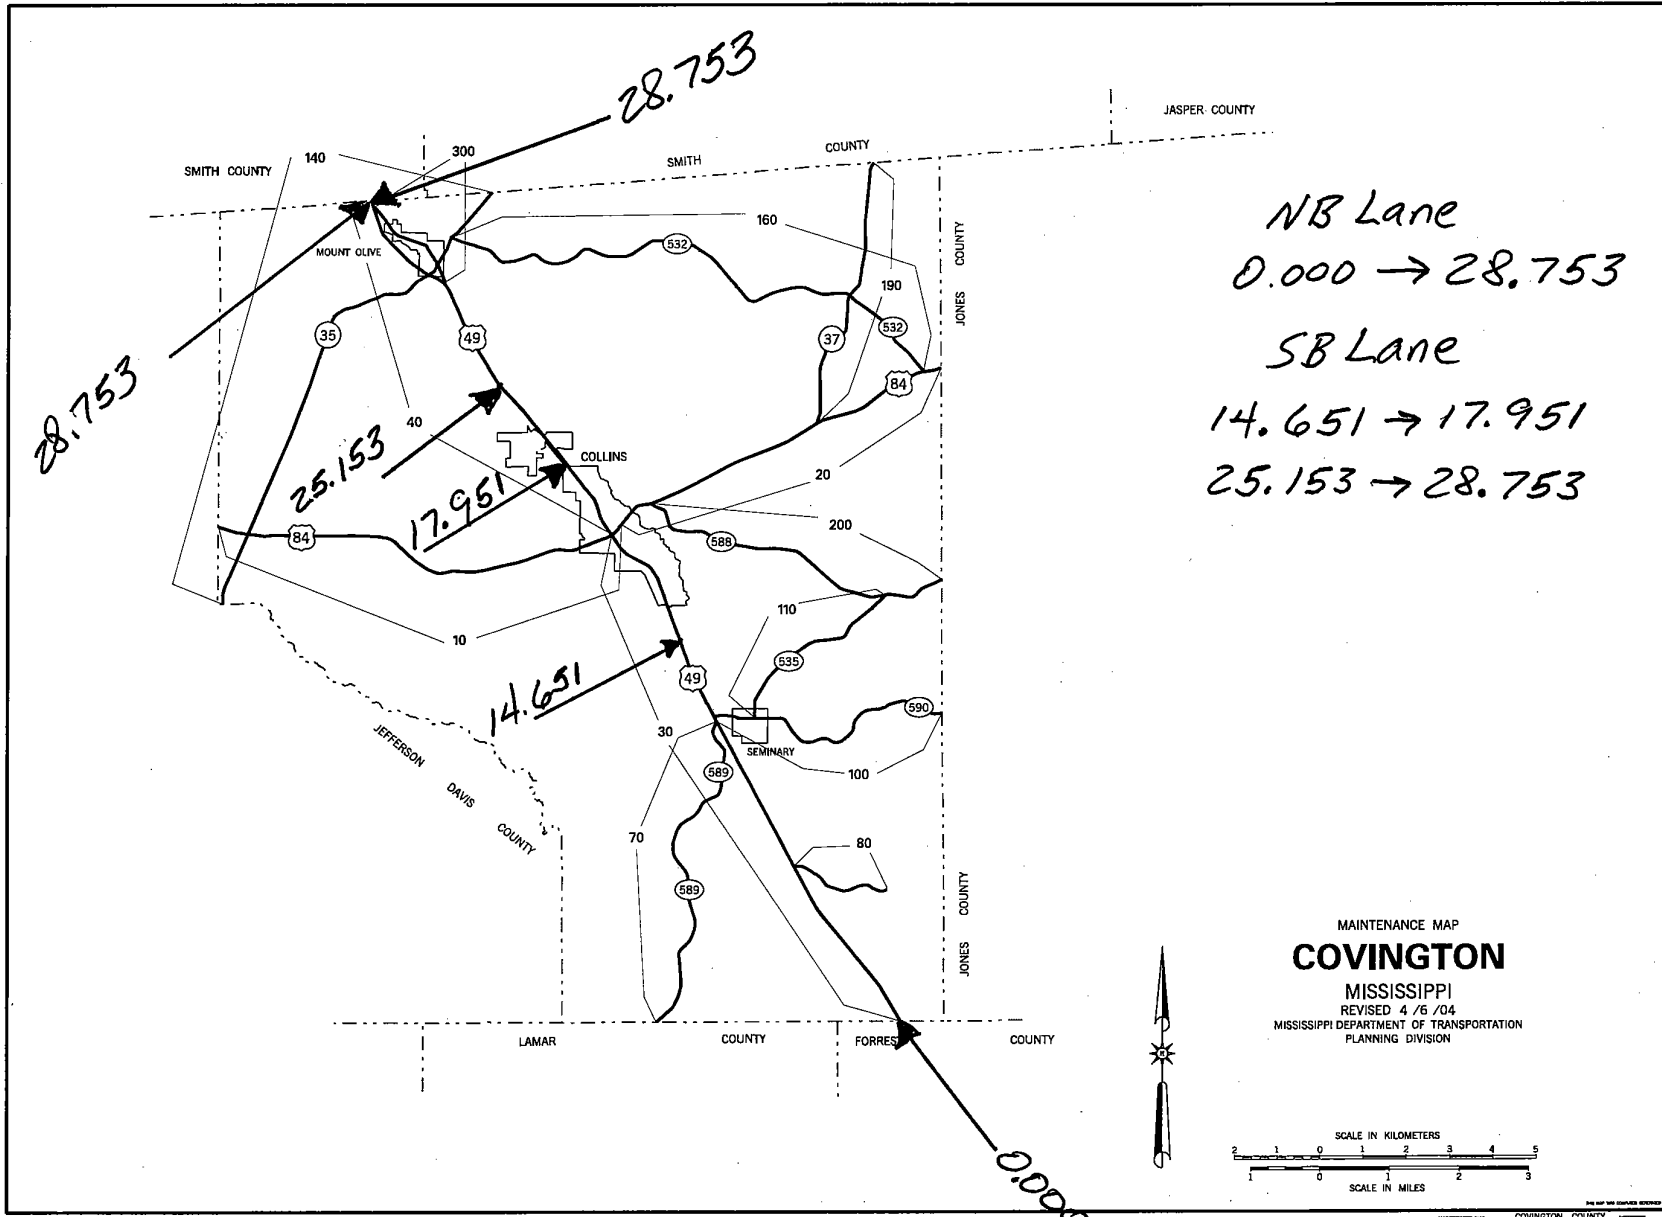 28.753
JASPER COUNTY
SMITH COUNTY
140
300
SMITH
COUNTY
160
532
MOUNT OLIVE
COUNTY
JONES
190
NB Lane
0.000 → 28.753
35
49
37
532
SB Lane
28.753
84
14.651 → 17.951
40
25.153
COLLINS
25.153 → 28.753
17.951
20
200
84
588
110
10
535
14.651
49
590
30
JEFFERSON
DAVIS
COUNTY
SEMINARY
589
100
70
80
589
COUNTY
JONES
MAINTENANCE MAP
COVINGTON
MISSISSIPPI
REVISED 4 /6 /04
MISSISSIPPI DEPARTMENT OF TRANSPORTATION
PLANNING DIVISION
LAMAR
COUNTY
FORREST
COUNTY
N
SCALE IN KILOMETERS
2 1 0 1 2 3 4 5
1 0 1 2 3
SCALE IN MILES
0.000
COVINGTON COUNTY